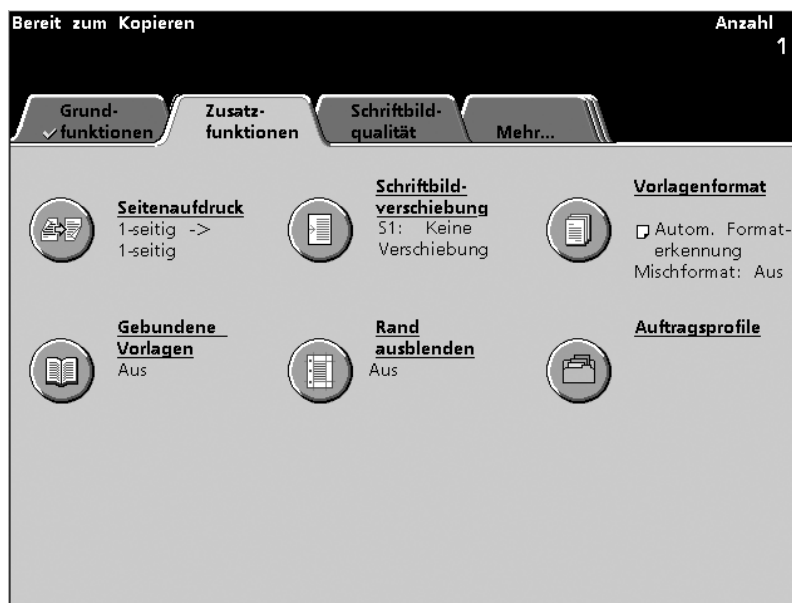 Bereit zum Kopieren
Anzahl
1
Grund-
funktionen
Zusatz-
funktionen
Schriftbild-
qualität
Mehr...
Seitenaufdruck
1-seitig ->
1-seitig
Schriftbild-
verschiebung
S1: Keine
Verschiebung
Vorlagenformat
Autom. Format-
erkennung
Mischformat: Aus
Gebundene
Vorlagen
Aus
Rand
ausblenden
Aus
Auftragsprofile